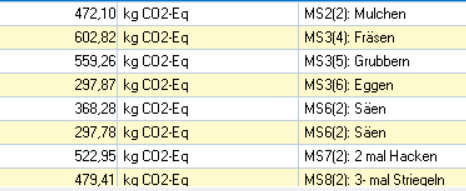 472,10 kg CO2-Eq MS2(2): Mulchen
602,82 kg CO2-Eq MS3(4): Fräsen
559,26 kg CO2-Eq MS3(5): Grubbern
297,87 kg CO2-Eq MS3(6): Eggen
368,28 kg CO2-Eq MS6(2): Säen
297,78 kg CO2-Eq MS6(2): Säen
522,95 kg CO2-Eq MS7(2): 2 mal Hacken
479,41 kg CO2-Eq MS8(2): 3- mal Striegeln